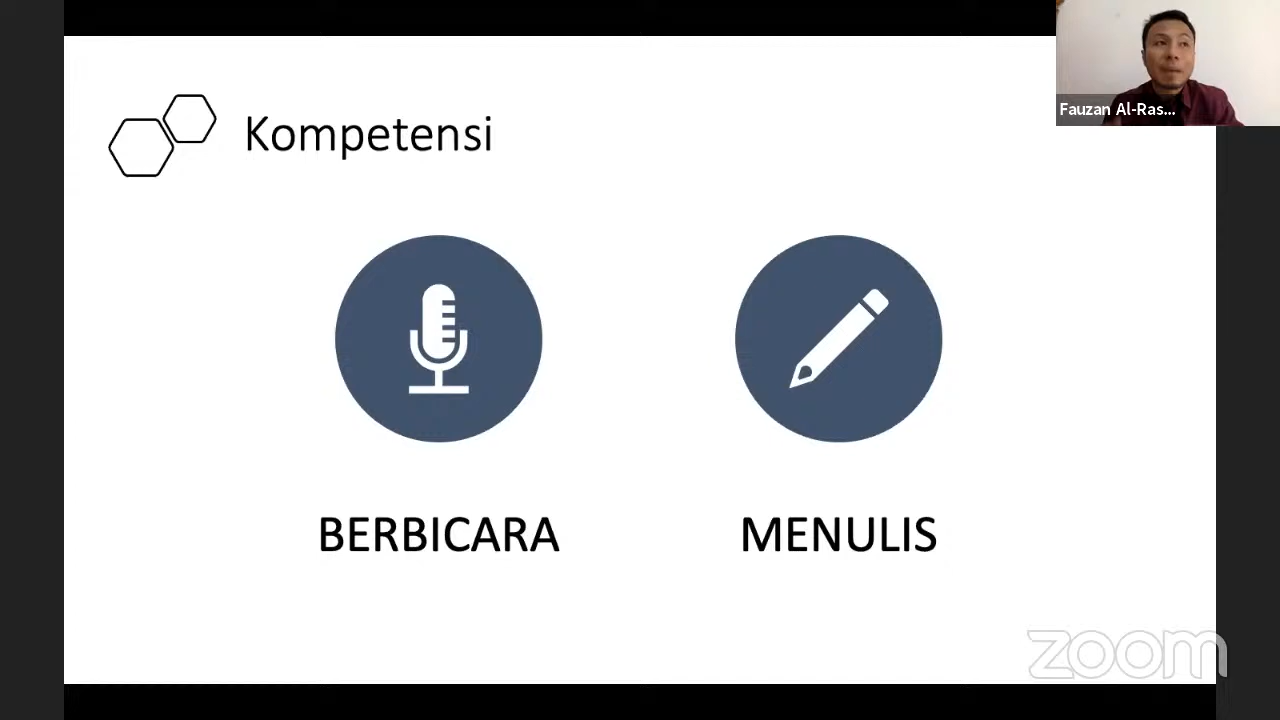 Kompetensi
BERBICARA
MENULIS
Fauzan Al-Ras...
zoom